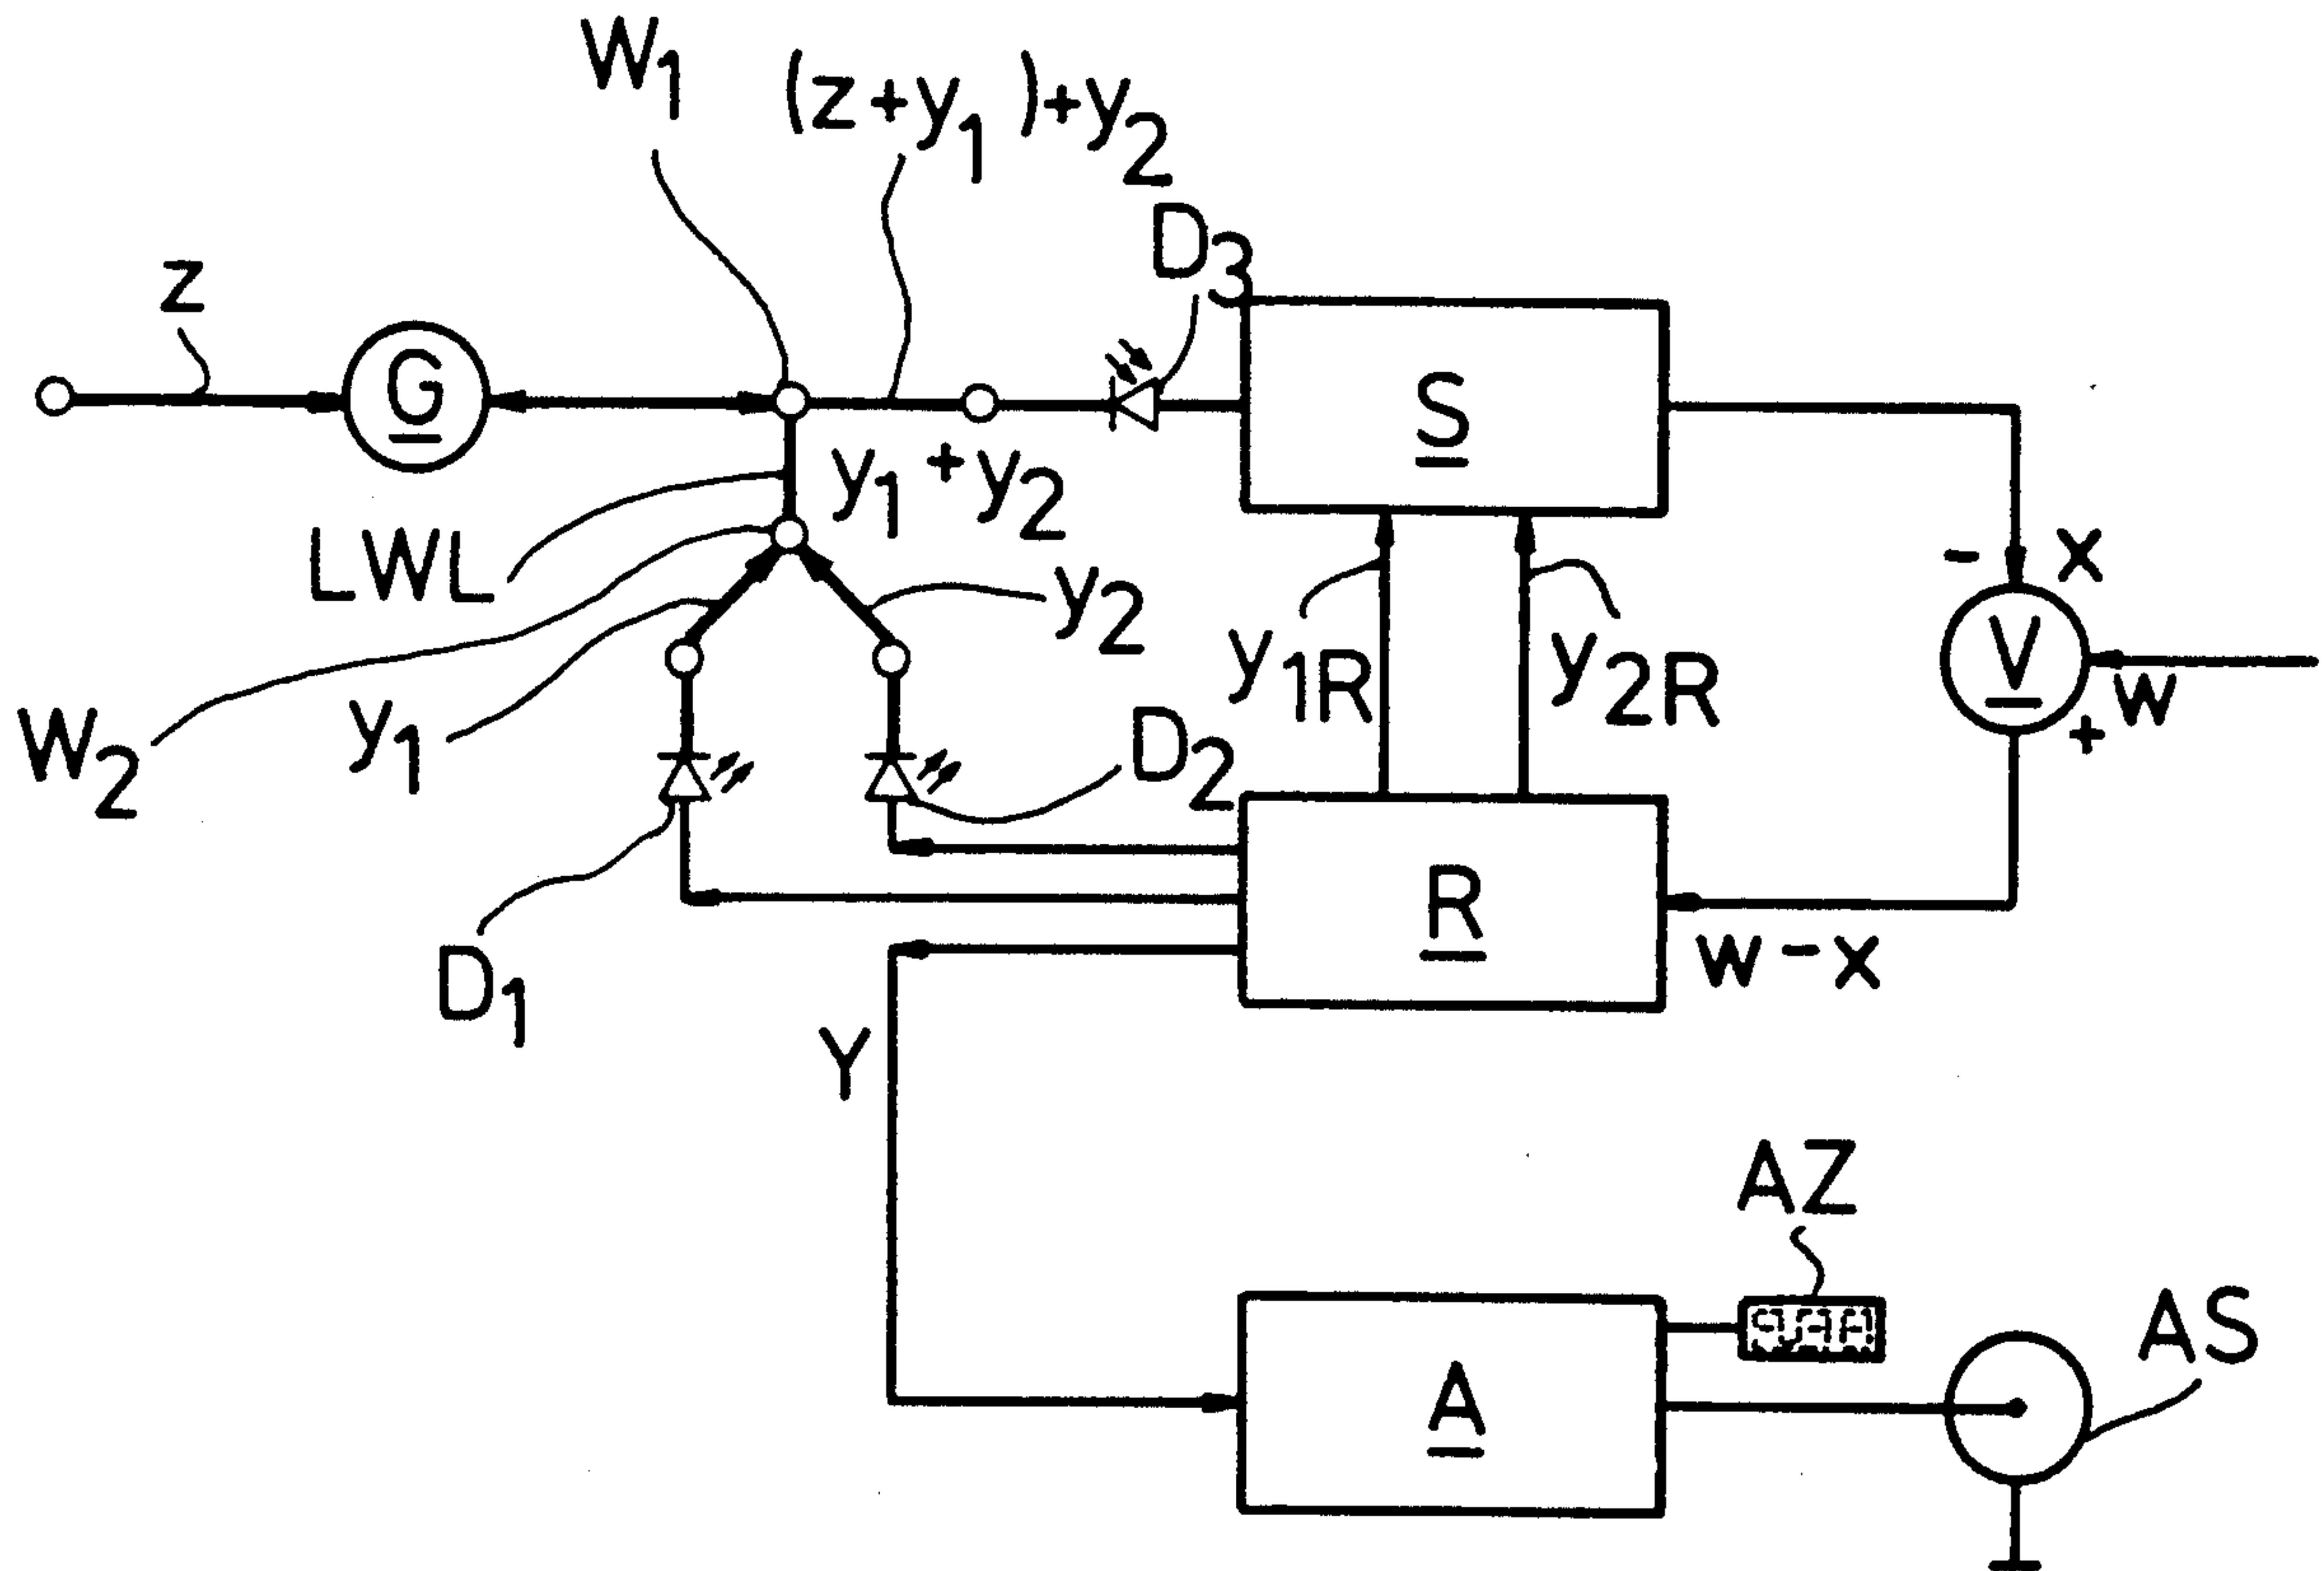 W1
(z+y1)+y2
D3
z
G
S
y1+y2
LWL
- x
y2
V
y1R
y2R
w
+
W2
y1
D2
R
w-x
D1
Y
AZ
AS
A